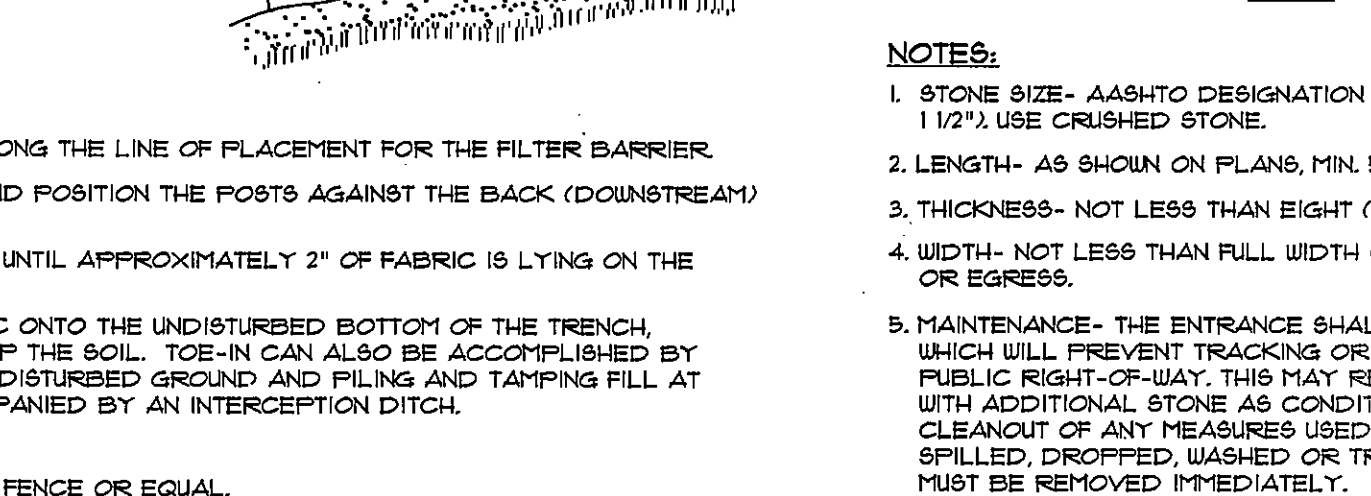 ONG THE LINE OF PLACEMENT FOR THE FILTER BARRIER.
POSITION THE POSTS AGAINST THE BACK (DOWNSTREAM)
UNTIL APPROXIMATELY 2" OF FABRIC IS LYING ON THE
ONTO THE UNDISTURBED BOTTOM OF THE TRENCH,
THE SOIL. TOE-IN CAN ALSO BE ACCOMPLISHED BY
DISTURBED GROUND AND PILING AND TAMPING FILL AT
PANIED BY AN INTERCEPTION DITCH.
FENCE OR EQUAL.
NOTES:
1. STONE SIZE- AASHTO DESIGNATION
1 1/2"). USE CRUSHED STONE.
2. LENGTH- AS SHOWN ON PLANS, MIN.
3. THICKNESS- NOT LESS THAN EIGHT (
4. WIDTH- NOT LESS THAN FULL WIDTH
OR EGRESS.
5. MAINTENANCE- THE ENTRANCE SHAL
WHICH WILL PREVENT TRACKING OR
PUBLIC RIGHT-OF-WAY. THIS MAY RE
WITH ADDITIONAL STONE AS CONDIT
CLEANOUT OF ANY MEASURES USED
SPILLED, DROPPED, WASHED OR TR
MUST BE REMOVED IMMEDIATELY.